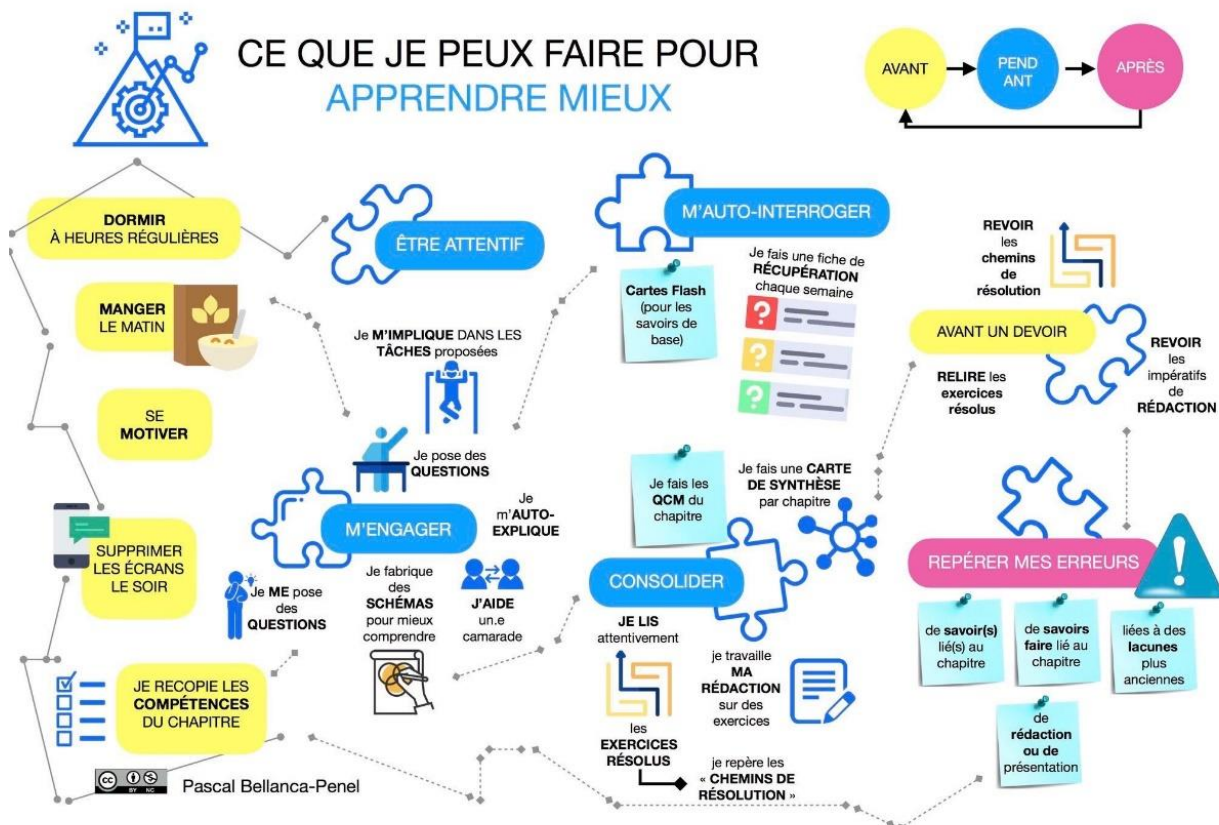 CE QUE JE PEUX FAIRE POUR
APPRENDRE MIEUX
AVANT
PEND
ANT
APRÈS
DORMIR
À HEURES RÉGULIÈRES
MANGER
LE MATIN
SE
MOTIVER
SUPPRIMER
LES ÉCRANS
LE SOIR
JE RECOPIE LES
COMPÉTENCES
DU CHAPITRE
ÊTRE ATTENTIF
Je M'IMPLIQUE DANS LES
TÂCHES proposées
Je pose des
QUESTIONS
M'ENGAGER
Je
m'AUTO-
EXPLIQUE
Je ME pose
des
QUESTIONS
Je fabrique
des
SCHÉMAS
pour mieux
comprendre
J'AIDE
un.e
camarade
M'AUTO-INTERROGER
Cartes Flash
(pour les
savoirs de
base)
Je fais une fiche de
RÉCUPÉRATION
chaque semaine
?
?
?
Je fais les
QCM du
chapitre
Je fais une CARTE
DE SYNTHÈSE
par chapitre
CONSOLIDER
JE LIS
attentivement
les
EXERCICES
RÉSOLUS
je travaille
MA
RÉDACTION
sur des
exercices
je repère les
« CHEMINS DE
RÉSOLUTION »
REVOIR
les
chemins
de
résolution
AVANT UN DEVOIR
RELIRE les
exercices
résolus
REVOIR
les
impératifs
de
RÉDACTION
REPÉRER MES ERREURS
!
de savoir(s)
lié(s) au
chapitre
de savoirs
faire lié au
chapitre
liées à des
lacunes
plus
anciennes
de
rédaction
ou de
présentation
CC
BY NC
Pascal Bellanca-Penel